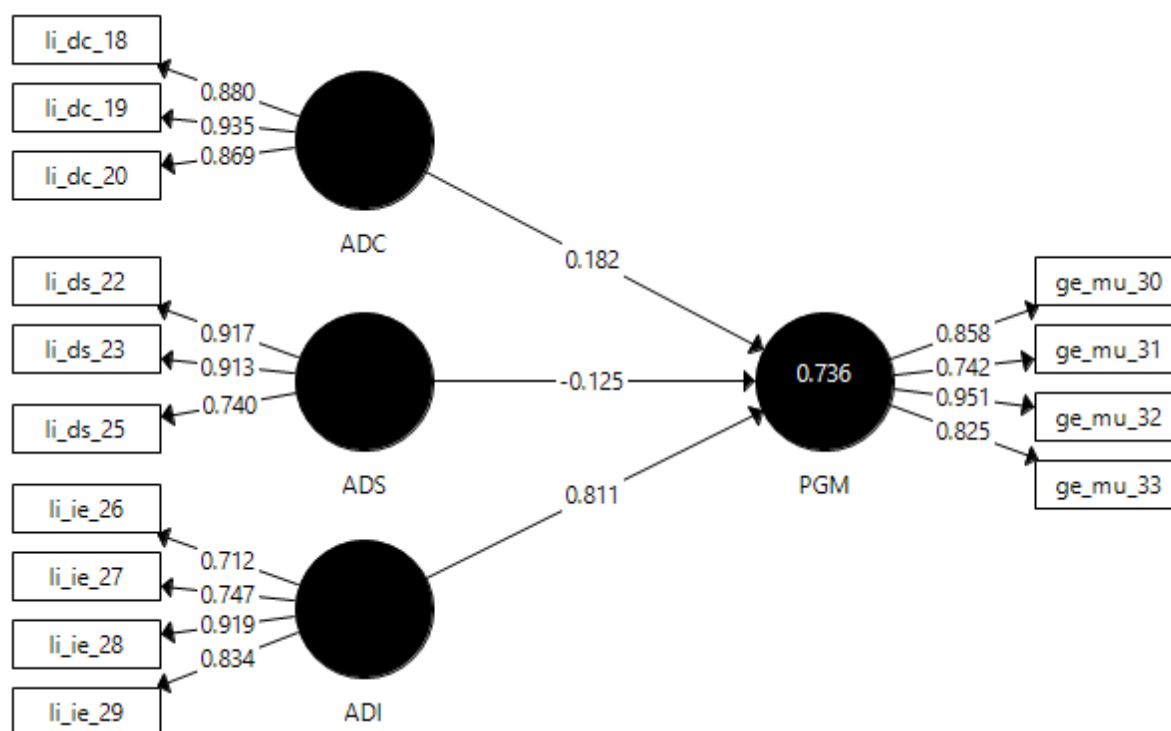 li_dc_18
li_dc_19
li_dc_20
0.880
0.935
0.869
ADC
0.182
li_ds_22
li_ds_23
li_ds_25
0.917
0.913
0.740
ADS
-0.125
li_ie_26
li_ie_27
li_ie_28
li_ie_29
0.712
0.747
0.919
0.834
ADI
0.811
0.736
PGM
0.858
0.742
0.951
0.825
ge_mu_30
ge_mu_31
ge_mu_32
ge_mu_33